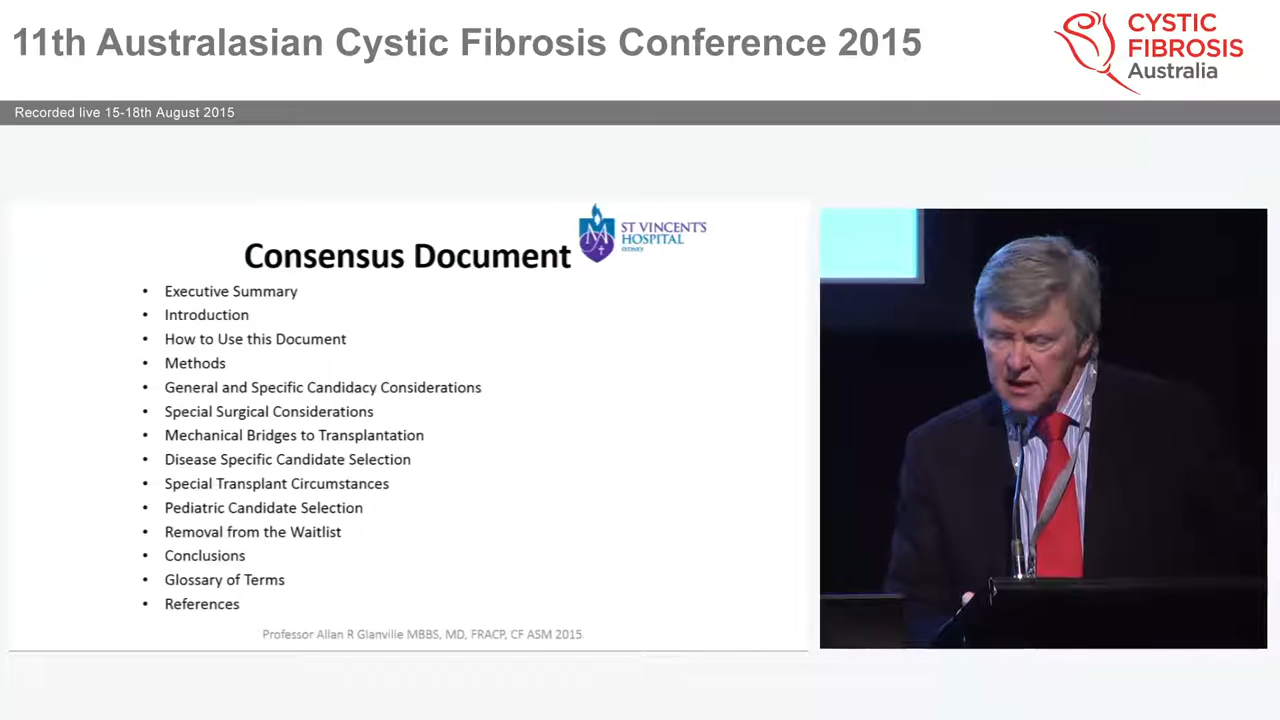 11th Australasian Cystic Fibrosis Conference 2015
CYSTIC
FIBROSIS
Australia
Recorded live 15-18th August 2015
ST VINCENT'S
HOSPITAL
SYDNEY
Consensus Document
• Executive Summary
• Introduction
• How to Use this Document
• Methods
• General and Specific Candidacy Considerations
• Special Surgical Considerations
• Mechanical Bridges to Transplantation
• Disease Specific Candidate Selection
• Special Transplant Circumstances
• Pediatric Candidate Selection
• Removal from the Waitlist
• Conclusions
• Glossary of Terms
• References
Professor Allan R Glanville MBBS, MD, FRACP, CF ASM 2015